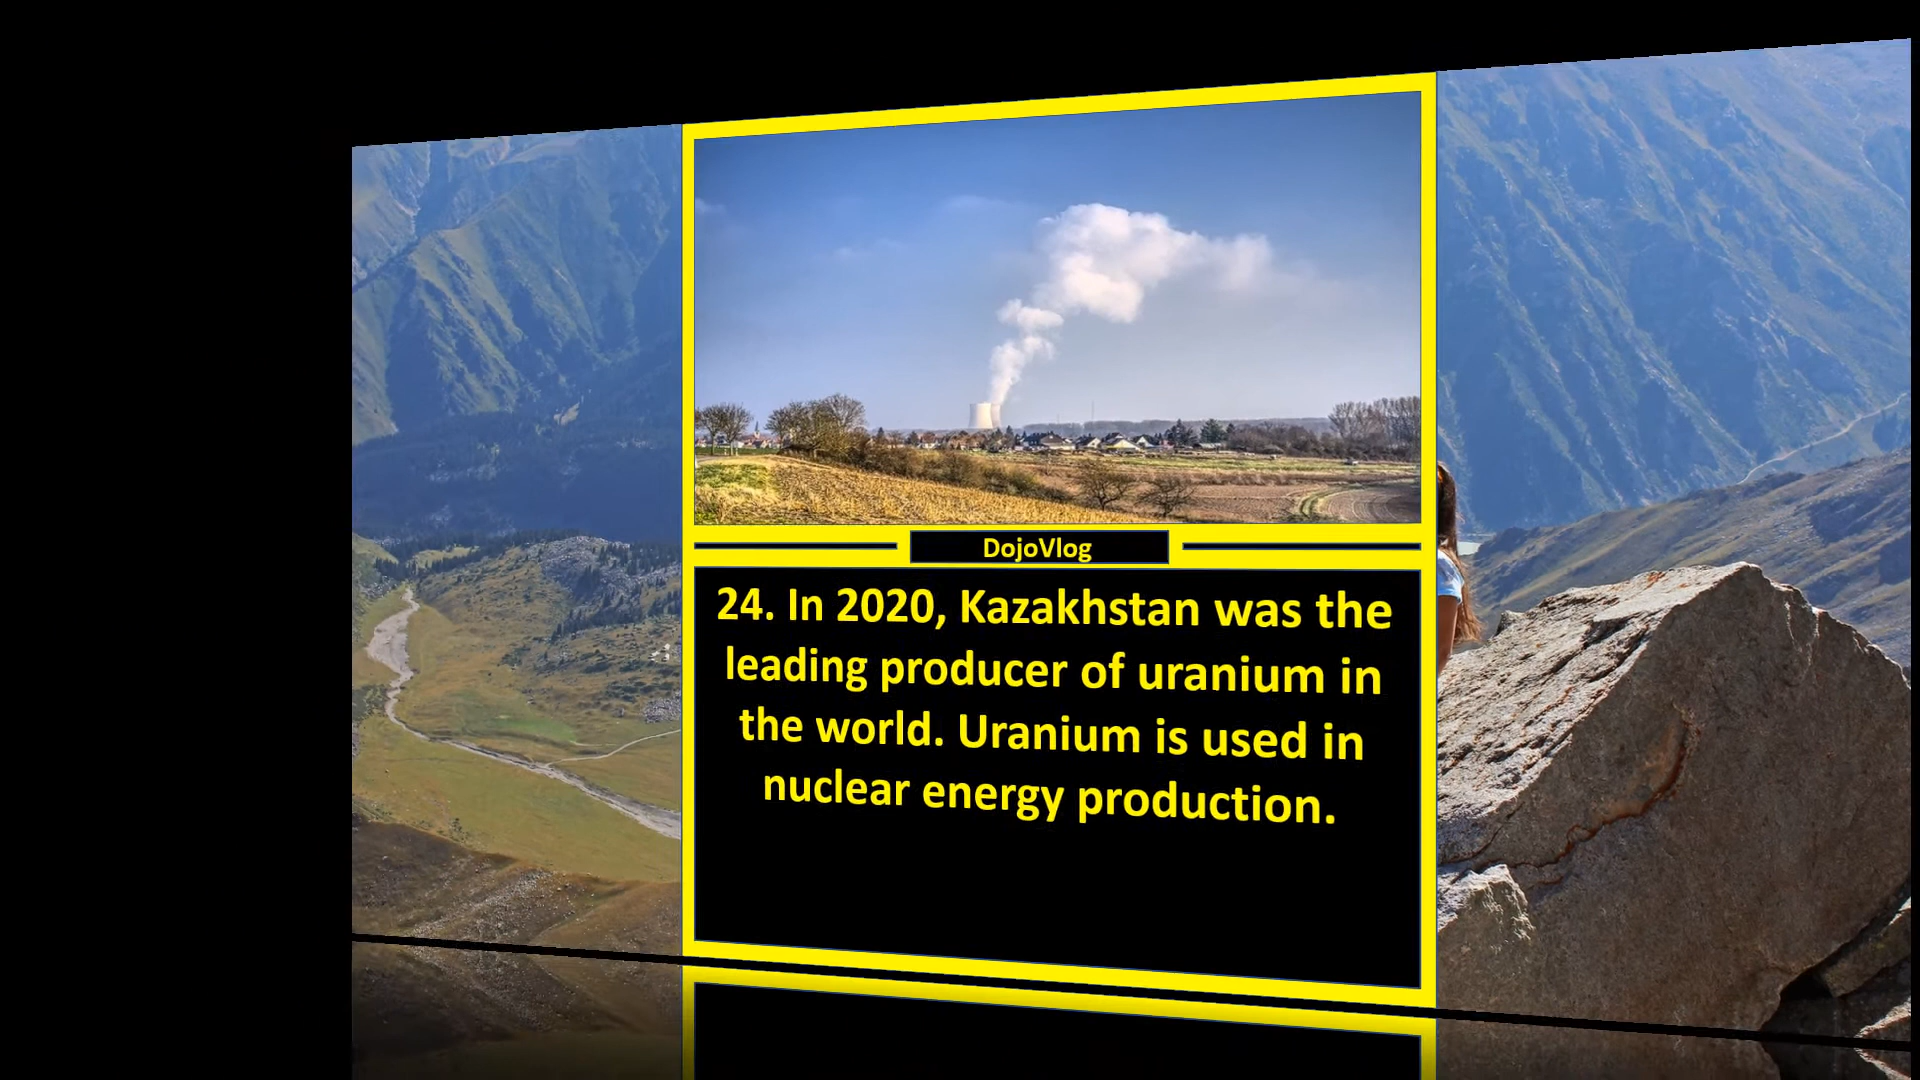 DojoVlog
24. In 2020, Kazakhstan was the
leading producer of uranium in
the world. Uranium is used in
nuclear energy production.